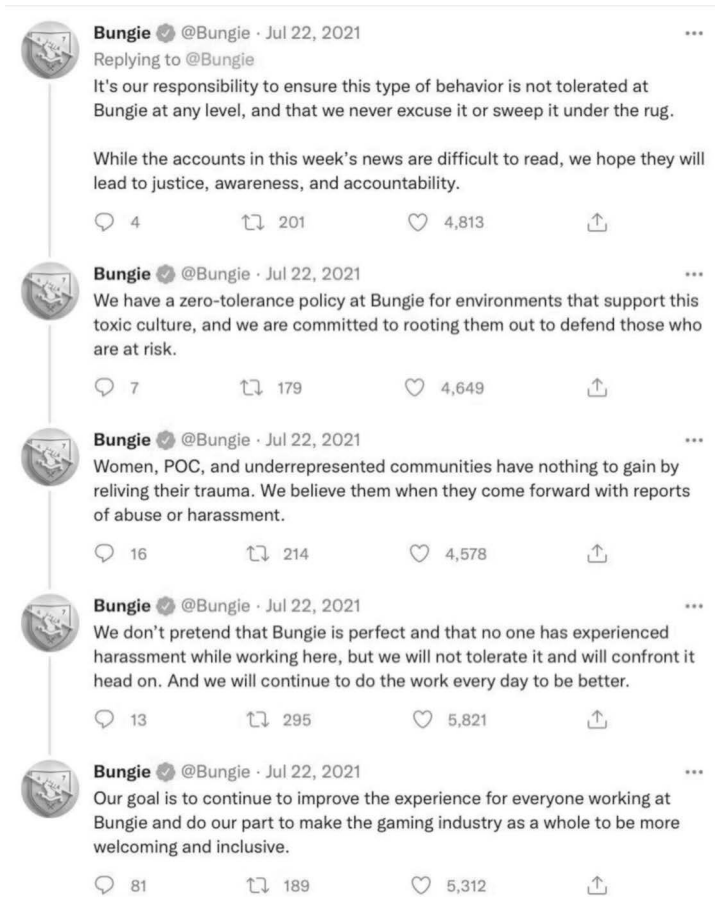 Bungie @Bungie · Jul 22, 2021
Replying to @Bungie
It's our responsibility to ensure this type of behavior is not tolerated at
Bungie at any level, and that we never excuse it or sweep it under the rug.
While the accounts in this week's news are difficult to read, we hope they will
lead to justice, awareness, and accountability.
4 201 4,813
Bungie @Bungie · Jul 22, 2021
We have a zero-tolerance policy at Bungie for environments that support this
toxic culture, and we are committed to rooting them out to defend those who
are at risk.
7 179 4,649
Bungie @Bungie · Jul 22, 2021
Women, POC, and underrepresented communities have nothing to gain by
reliving their trauma. We believe them when they come forward with reports
of abuse or harassment.
16 214 4,578
Bungie @Bungie · Jul 22, 2021
We don't pretend that Bungie is perfect and that no one has experienced
harassment while working here, but we will not tolerate it and will confront it
head on. And we will continue to do the work every day to be better.
13 295 5,821
Bungie @Bungie · Jul 22, 2021
Our goal is to continue to improve the experience for everyone working at
Bungie and do our part to make the gaming industry as a whole to be more
welcoming and inclusive.
81 189 5,312